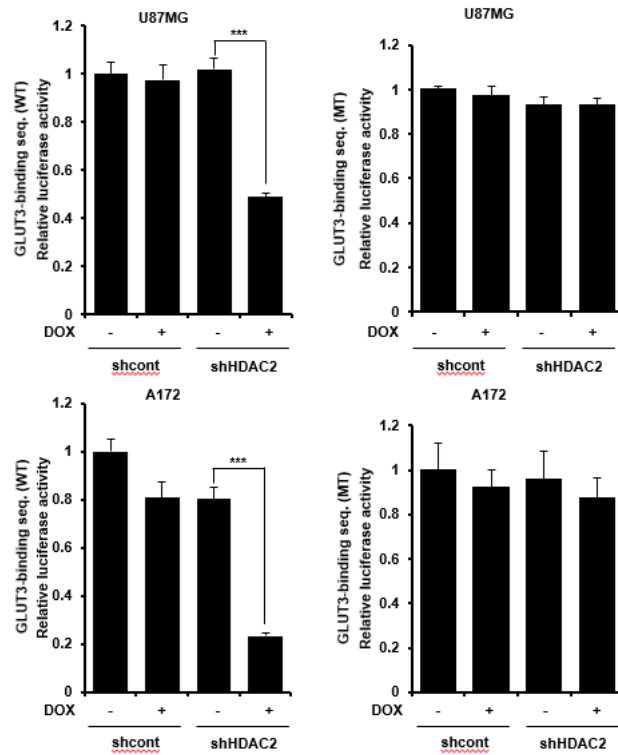 U87MG
GLUT3-binding seq. (WT)
Relative luciferase activity
1.2
1
0.8
0.6
0.4
0.2
0
***
DOX - + - +
shcont shHDAC2
U87MG
GLUT3-binding seq. (MT)
Relative luciferase activity
1.2
1
0.8
0.6
0.4
0.2
0
DOX - + - +
shcont shHDAC2
A172
GLUT3-binding seq. (WT)
Relative luciferase activity
1.2
1
0.8
0.6
0.4
0.2
0
***
DOX - + - +
shcont shHDAC2
A172
GLUT3-binding seq. (MT)
Relative luciferase activity
1.2
1
0.8
0.6
0.4
0.2
0
DOX - + - +
shcont shHDAC2